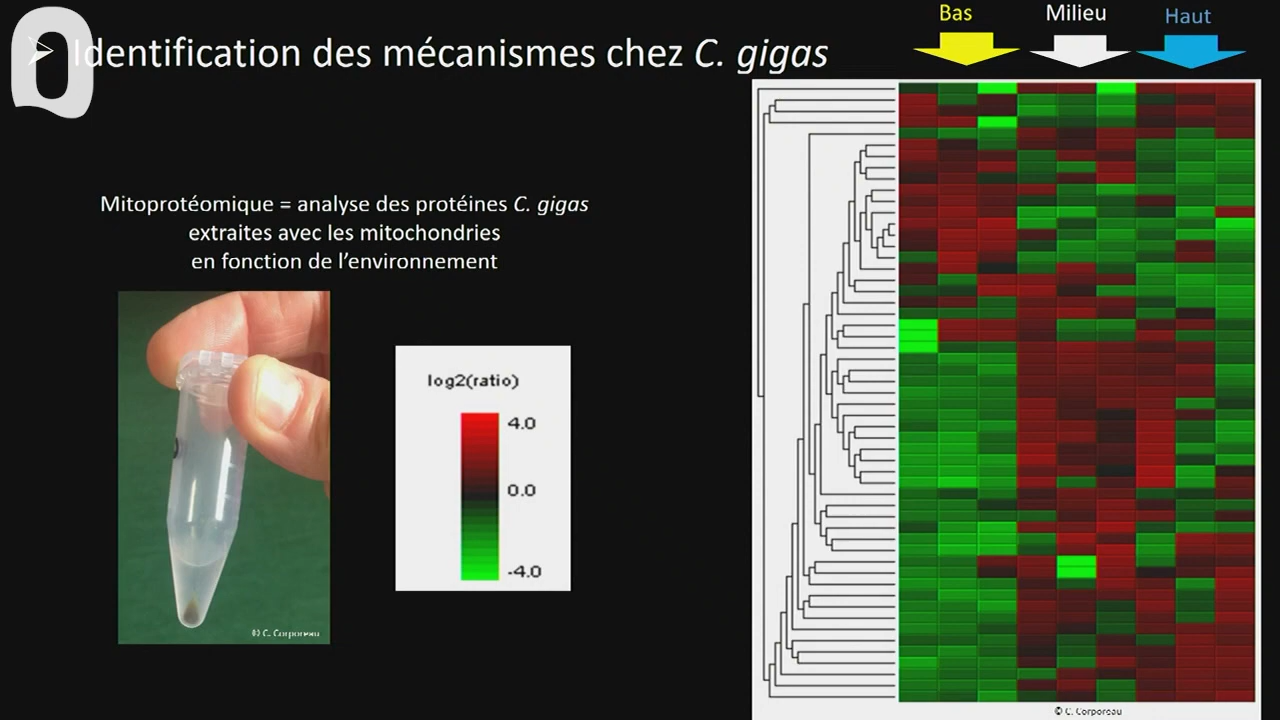 Identification des mécanismes chez C. gigas
Bas
Milieu
Haut
Mitoprotéomique = analyse des protéines C. gigas
extraites avec les mitochondries
en fonction de l'environnement
log2(ratio)
4.0
0.0
-4.0
© C. Corporeau
© C. Corporeau